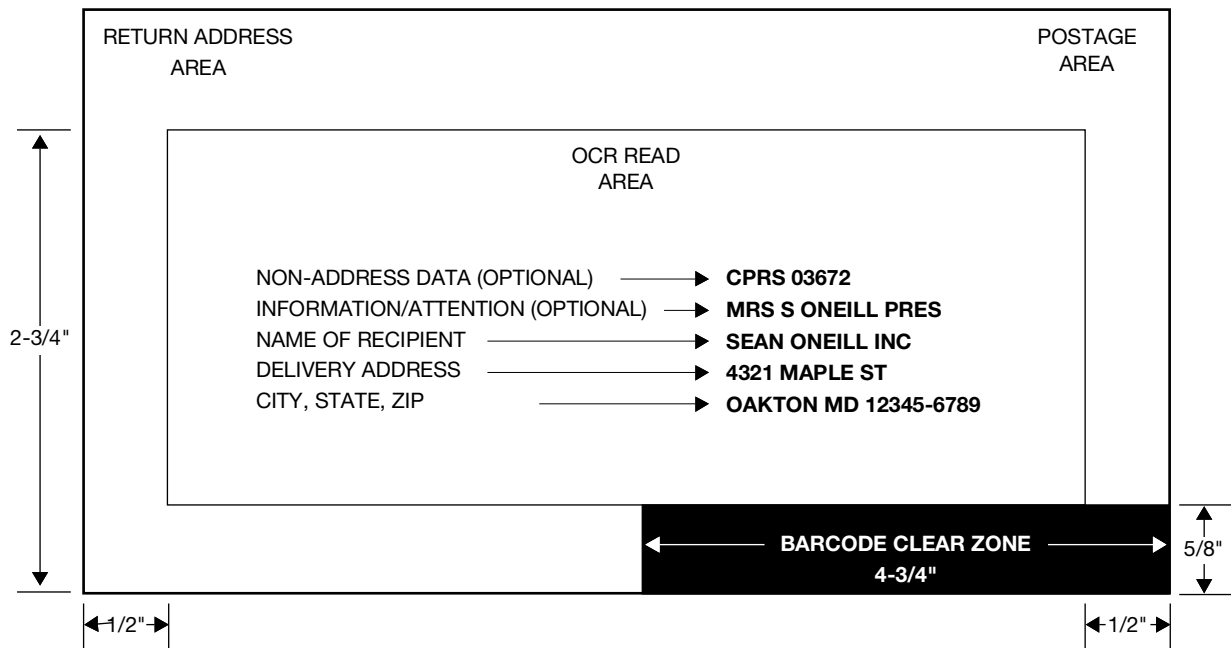 RETURN ADDRESS
AREA
POSTAGE
AREA
OCR READ
AREA
NON-ADDRESS DATA (OPTIONAL) CPRS 03672
INFORMATION/ATTENTION (OPTIONAL) MRS S ONEILL PRES
NAME OF RECIPIENT SEAN ONEILL INC
DELIVERY ADDRESS 4321 MAPLE ST
CITY, STATE, ZIP OAKTON MD 12345-6789
2-3/4"
BARCODE CLEAR ZONE
4-3/4"
5/8"
1/2"
1/2"